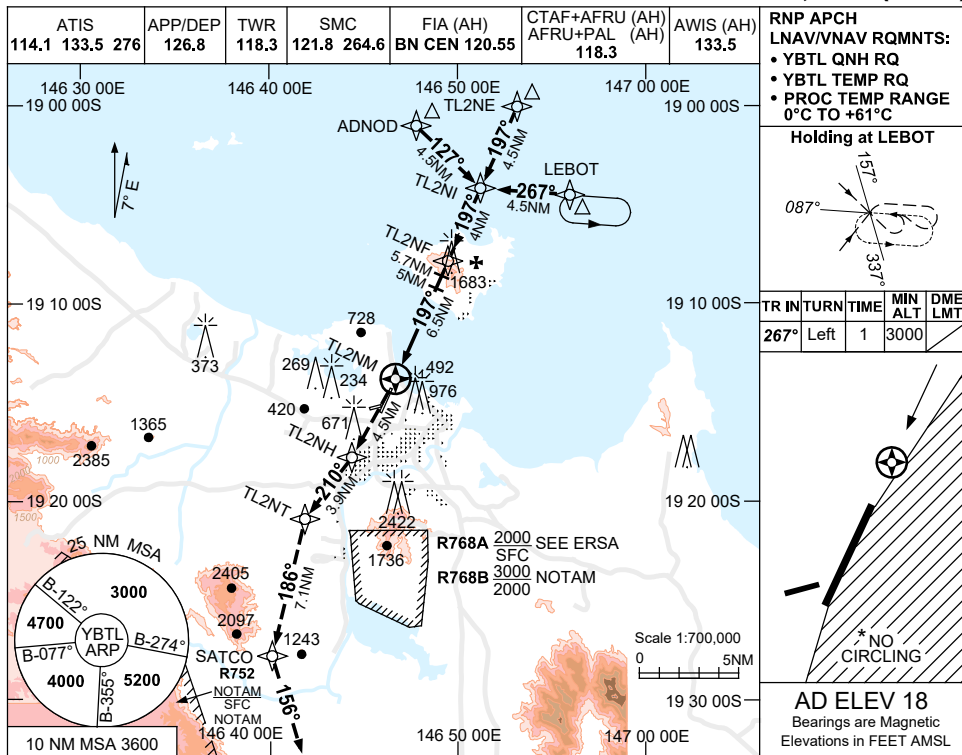 ATIS
114.1 133.5 276
APP/DEP
126.8
TWR
118.3
SMC
121.8 264.6
FIA (AH)
BN CEN 120.55
CTAF+AFRU (AH)
AFRU+PAL (AH)
118.3
AWIS (AH)
133.5
RNP APCH
LNAV/VNAV RQMNTS:
• YBTL QNH RQ
• YBTL TEMP RQ
• PROC TEMP RANGE
0°C TO +61°C
Holding at LEBOT
157°
087°
337°
TR IN TURN TIME MIN ALT DME LMT
267° Left 1 3000
146 30 00E
146 40 00E
146 50 00E
147 00 00E
19 00 00S
19 00 00S
TL2NE
ADNOD
197°
4.5NM
127°
4.5NM
LEBOT
TL2NI
267°
4.5NM
7° E
197°
4NM
TL2NF
5.7NM
5NM
1683
19 10 00S
19 10 00S
197°
6.5NM
728
373
TL2NM
269
234
492
976
420
671
4.5NM
1365
2385
1000
1500
TL2NH
210°
3.9NM
19 20 00S
19 20 00S
TL2NT
2422
1736
R768A 2000 SEE ERSA
SFC
R768B 3000 NOTAM
2000
25 NM MSA
3000
B-122°
4700
YBTL
ARP
B-077°
B-274°
4000
5200
B-355°
186°
7.1NM
2405
2097
1243
SATCO
R752
NOTAM
SFC
NOTAM
156°
Scale 1:700,000
0 5NM
19 30 00S
10 NM MSA 3600
146 40 00E
146 50 00E
147 00 00E
* NO
CIRCLING
AD ELEV 18
Bearings are Magnetic
Elevations in FEET AMSL